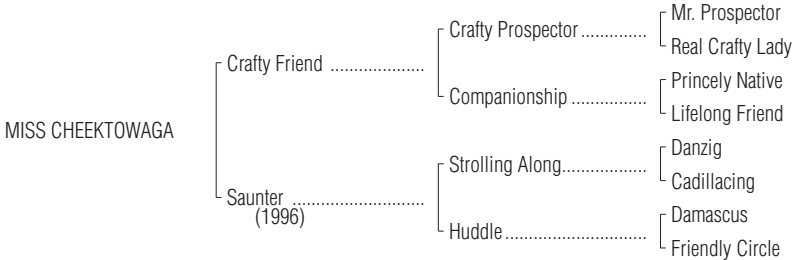 Mr. Prospector
Crafty Prospector ..............
Real Crafty Lady
Crafty Friend ....................
Princely Native
Companionship ................
Lifelong Friend
MISS CHEEKTOWAGA
Danzig
Strolling Along..................
Cadillacing
Saunter ............................
(1996)
Damascus
Huddle..............................
Friendly Circle